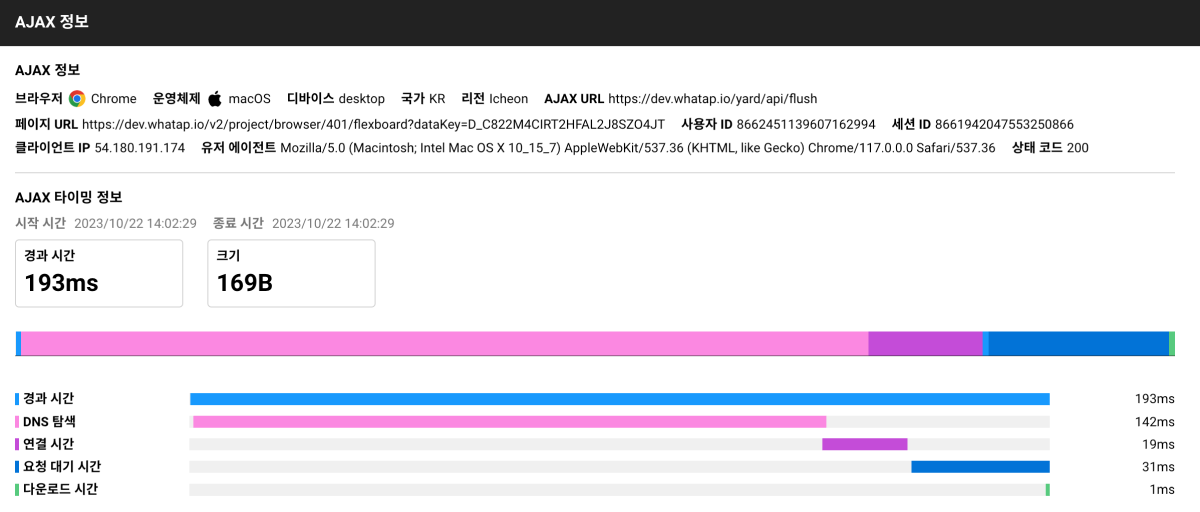 AJAX 정보
AJAX 정보
브라우저 Chrome 운영체제 macOS 디바이스 desktop 국가 KR 리전 Icheon AJAX URL https://dev.whatap.io/yard/api/flush
페이지 URL https://dev.whatap.io/v2/project/browser/401/flexboard?dataKey=D_C822M4CIRT2HFAL2J8SZO4JT 사용자 ID 8662451139607162994 세션 ID 8661942047553250866
클라이언트 IP 54.180.191.174 유저 에이전트 Mozilla/5.0 (Macintosh; Intel Mac OS X 10_15_7) AppleWebKit/537.36 (KHTML, like Gecko) Chrome/117.0.0.0 Safari/537.36 상태 코드 200
AJAX 타이밍 정보
시작 시간 2023/10/22 14:02:29 종료 시간 2023/10/22 14:02:29
경과 시간 크기
193ms 169B
경과 시간 193ms
DNS 탐색 142ms
연결 시간 19ms
요청 대기 시간 31ms
다운로드 시간 1ms